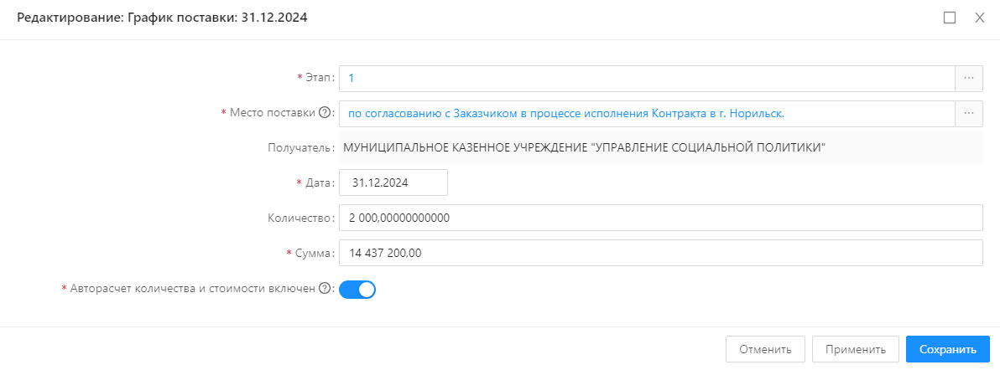 Редактирование: График поставки: 31.12.2024
* Этап: 1 ...
* Место поставки ?: по согласованию с Заказчиком в процессе исполнения Контракта в г. Норильск. ...
Получатель: МУНИЦИПАЛЬНОЕ КАЗЕННОЕ УЧРЕЖДЕНИЕ "УПРАВЛЕНИЕ СОЦИАЛЬНОЙ ПОЛИТИКИ"
* Дата: 31.12.2024
Количество: 2 000,00000000000
* Сумма: 14 437 200,00
* Авторасчет количества и стоимости включен ?:
Отменить Применить Сохранить